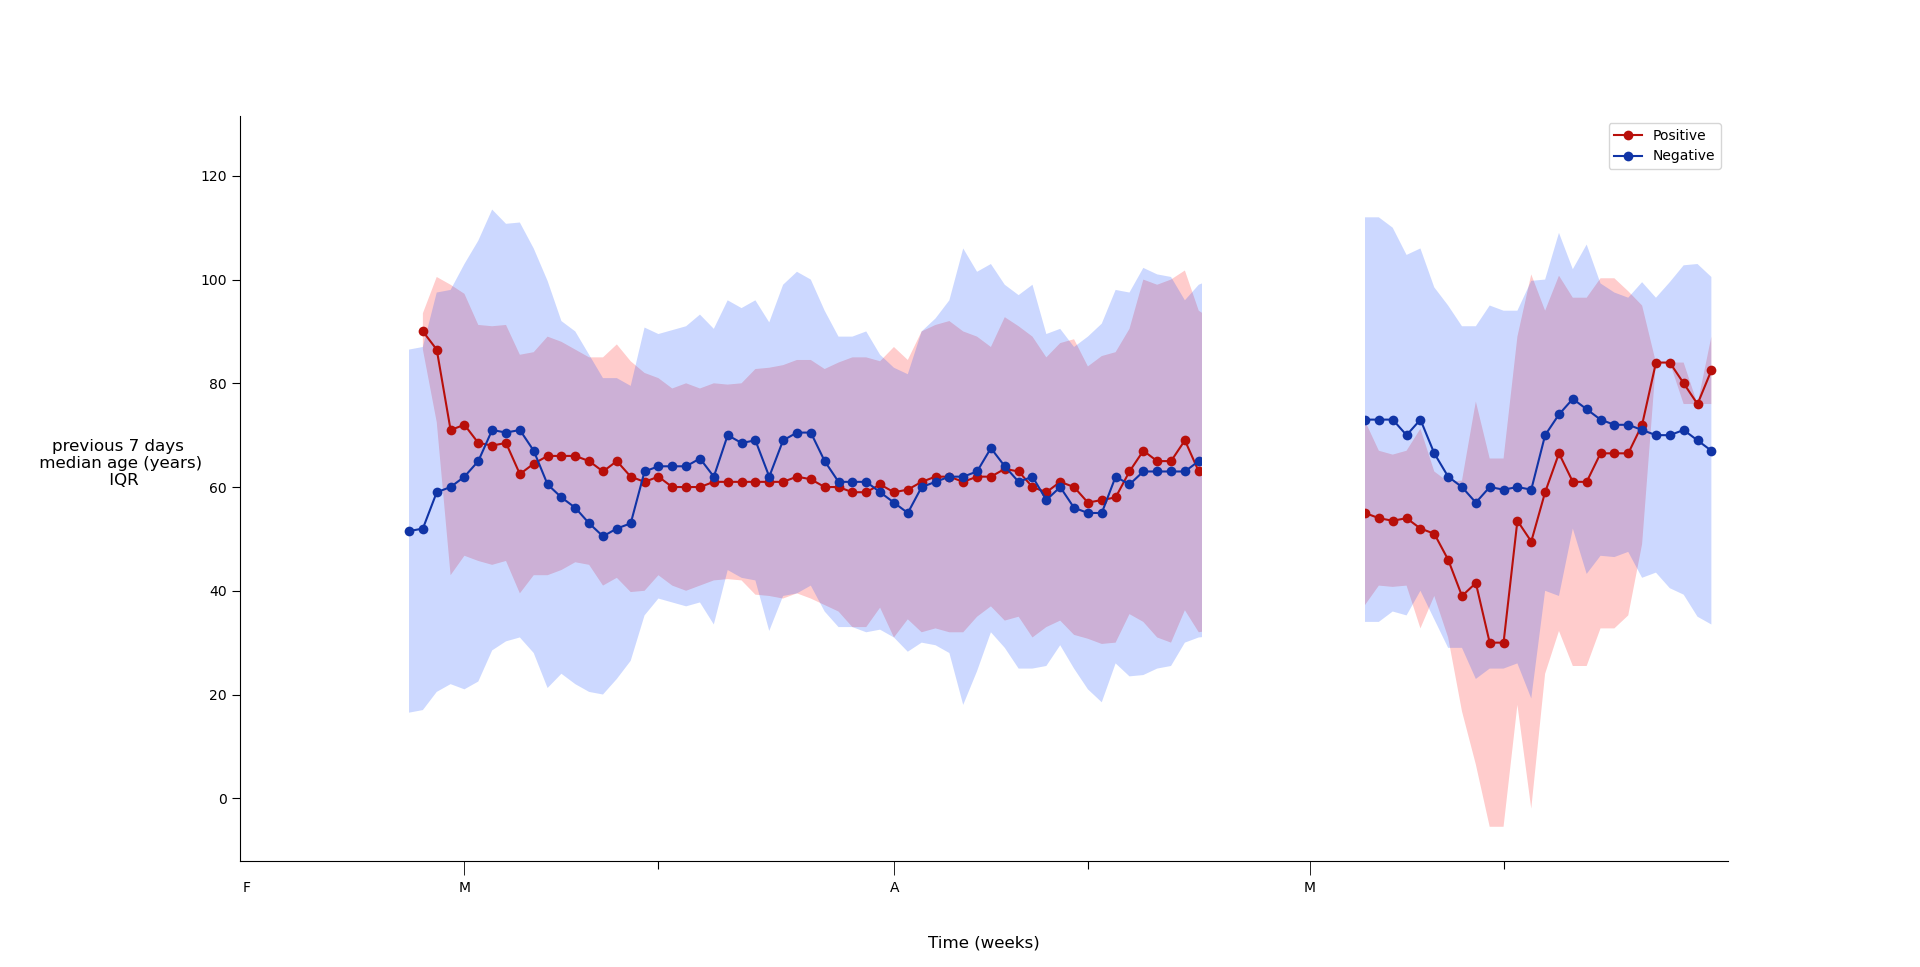 Positive
Negative
120
100
80
60
40
20
0
previous 7 days
median age (years)
IQR
F
M
A
M
Time (weeks)